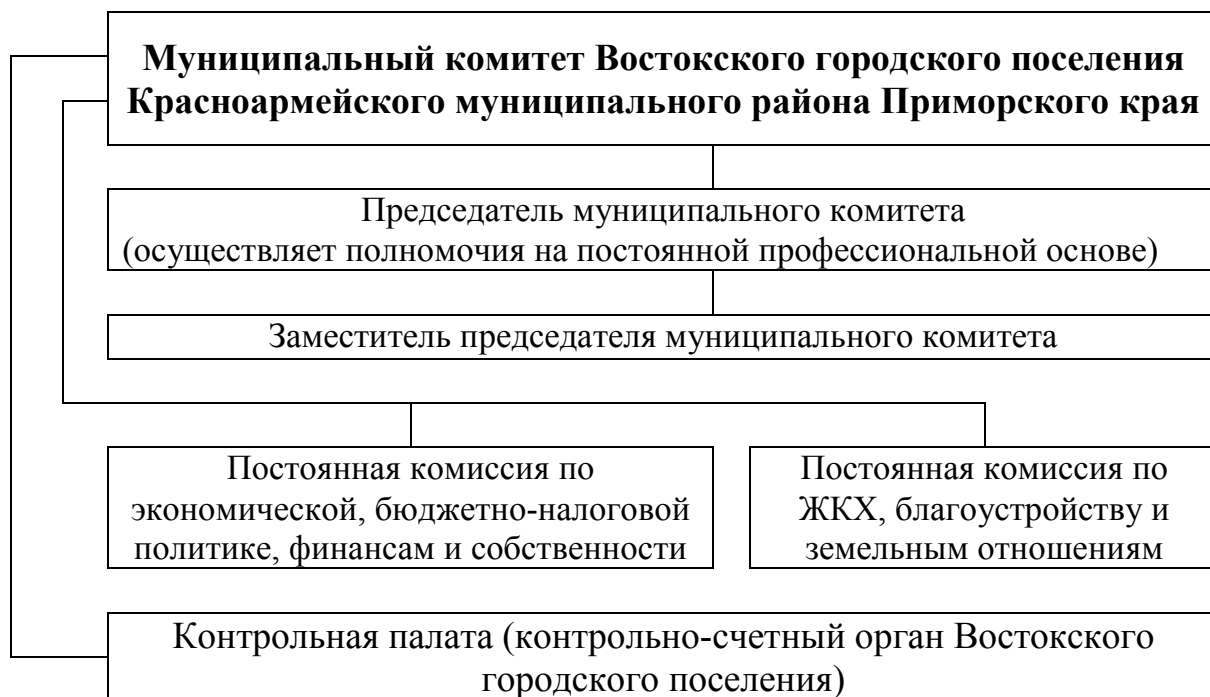 Муниципальный комитет Востокского городского поселения
Красноармейского муниципального района Приморского края
Председатель муниципального комитета
(осуществляет полномочия на постоянной профессиональной основе)
Заместитель председателя муниципального комитета
Постоянная комиссия по
экономической, бюджетно-налоговой
политике, финансам и собственности
Постоянная комиссия по
ЖКХ, благоустройству и
земельным отношениям
Контрольная палата (контрольно-счетный орган Востокского
городского поселения)